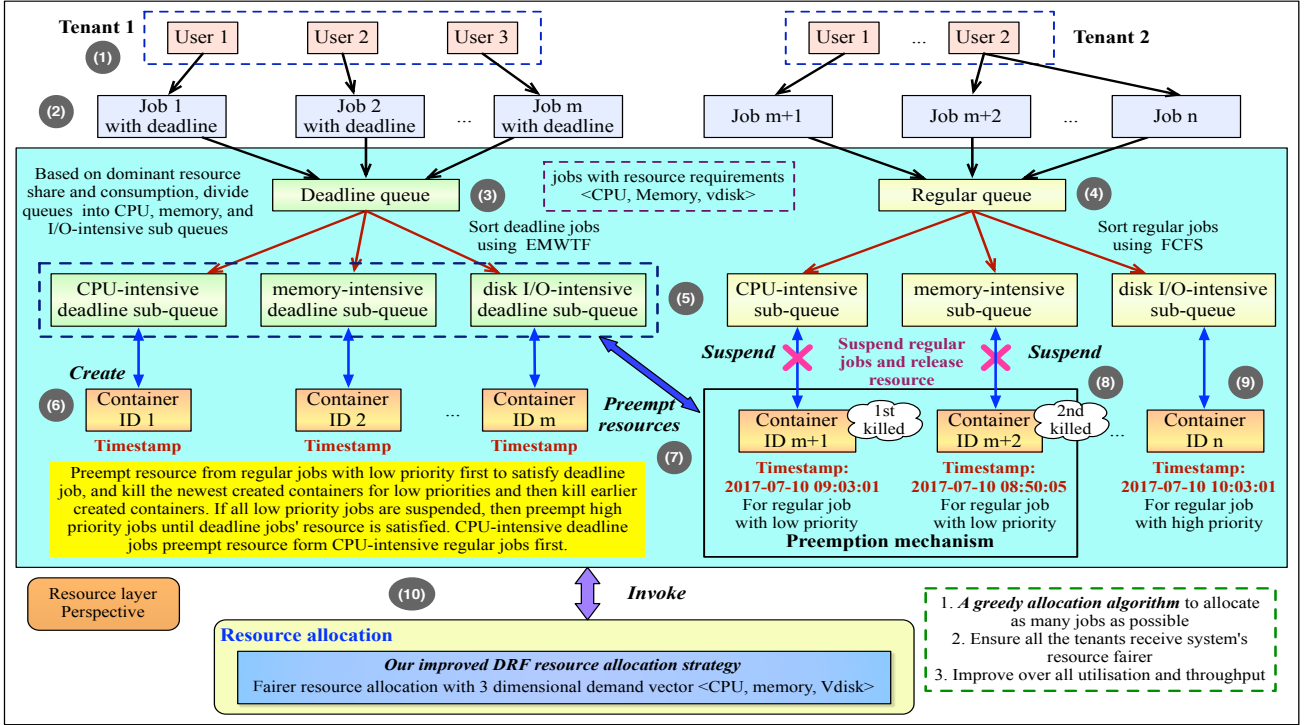 Tenant 1
User 1
User 2
User 3
User 1
...
User 2
Tenant 2
(1)
(2)
Job 1
with deadline
Job 2
with deadline
...
Job m
with deadline
Job m+1
Job m+2
...
Job n
Based on dominant resource
share and consumption, divide
queues into CPU, memory, and
I/O-intensive sub queues
Deadline queue
(3)
jobs with resource requirements
<CPU, Memory, vdisk>
Regular queue
(4)
Sort deadline jobs
using EMWTF
Sort regular jobs
using FCFS
CPU-intensive
deadline sub-queue
memory-intensive
deadline sub-queue
disk I/O-intensive
deadline sub-queue
(5)
CPU-intensive
sub-queue
memory-intensive
sub-queue
disk I/O-intensive
sub-queue
Create
Suspend
Suspend regular
jobs and release
resource
Suspend
(6)
Container
ID 1
Container
ID 2
...
Container
ID m
Preempt
resources
(7)
Container
ID m+1
1st
killed
Container
ID m+2
2nd
killed
(8)
...
(9)
Container
ID n
Timestamp
Timestamp
Timestamp
Timestamp:
2017-07-10 09:03:01
For regular job
with low priority
Timestamp:
2017-07-10 08:50:05
For regular job
with low priority
Timestamp:
2017-07-10 10:03:01
For regular job
with high priority
Preemption mechanism
Preempt resource from regular jobs with low priority first to satisfy deadline
job, and kill the newest created containers for low priorities and then kill earlier
created containers. If all low priority jobs are suspended, then preempt high
priority jobs until deadline jobs' resource is satisfied. CPU-intensive deadline
jobs preempt resource form CPU-intensive regular jobs first.
Resource layer
Perspective
(10)
Invoke
Resource allocation
Our improved DRF resource allocation strategy
Fairer resource allocation with 3 dimensional demand vector <CPU, memory, Vdisk>
1. A greedy allocation algorithm to allocate
as many jobs as possible
2. Ensure all the tenants receive system's
resource fairer
3. Improve over all utilisation and throughput